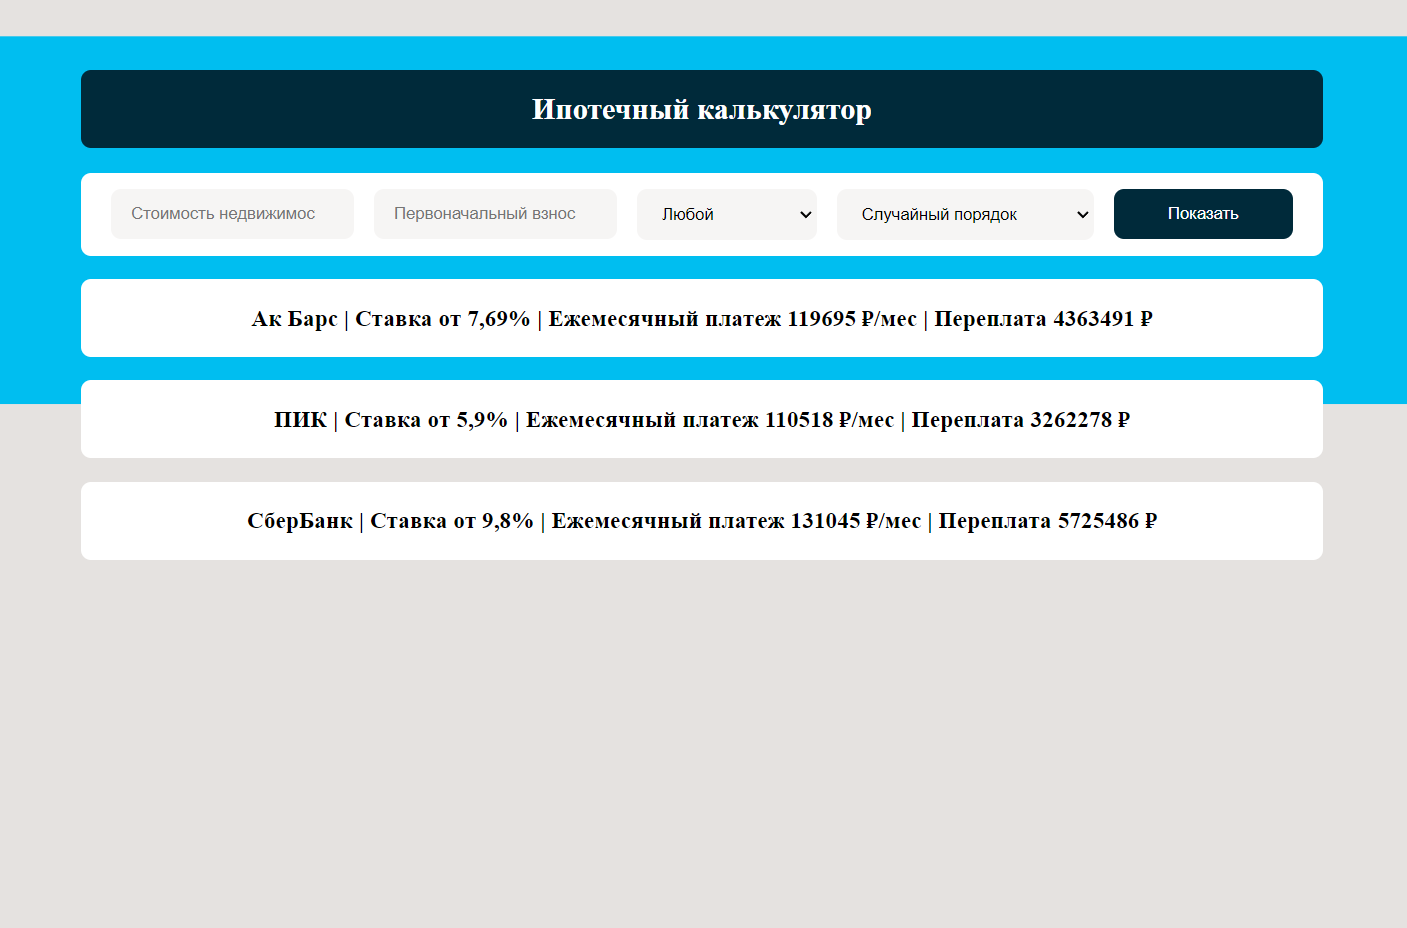 Ипотечный калькулятор
Стоимость недвижимос
Первоначальный взнос
Любой
Случайный порядок
Показать
Ак Барс | Ставка от 7,69% | Ежемесячный платеж 119695 ₽/мес | Переплата 4363491 ₽
ПИК | Ставка от 5,9% | Ежемесячный платеж 110518 ₽/мес | Переплата 3262278 ₽
СберБанк | Ставка от 9,8% | Ежемесячный платеж 131045 ₽/мес | Переплата 5725486 ₽